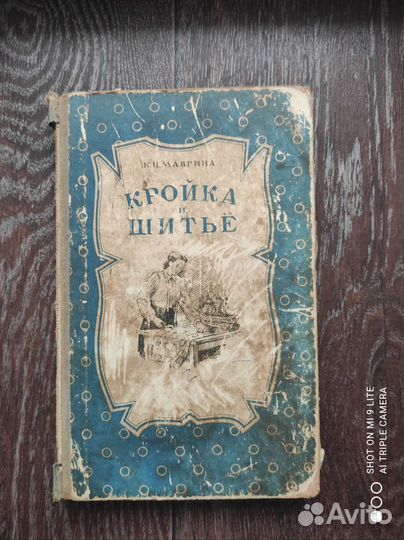 К.Н.МАВРИНА
КРОЙКА
и
ШИТЬЁ
SHOT ON MI 9 LITE
AI TRIPLE CAMERA
Avito